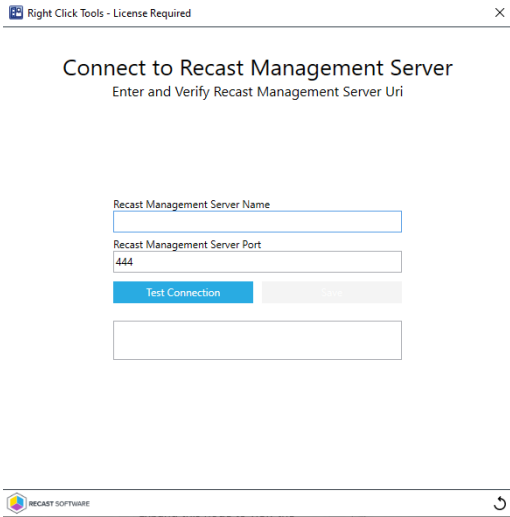 Right Click Tools - License Required
Connect to Recast Management Server
Enter and Verify Recast Management Server Uri
Recast Management Server Name
Recast Management Server Port
444
Test Connection
Save
RECAST SOFTWARE